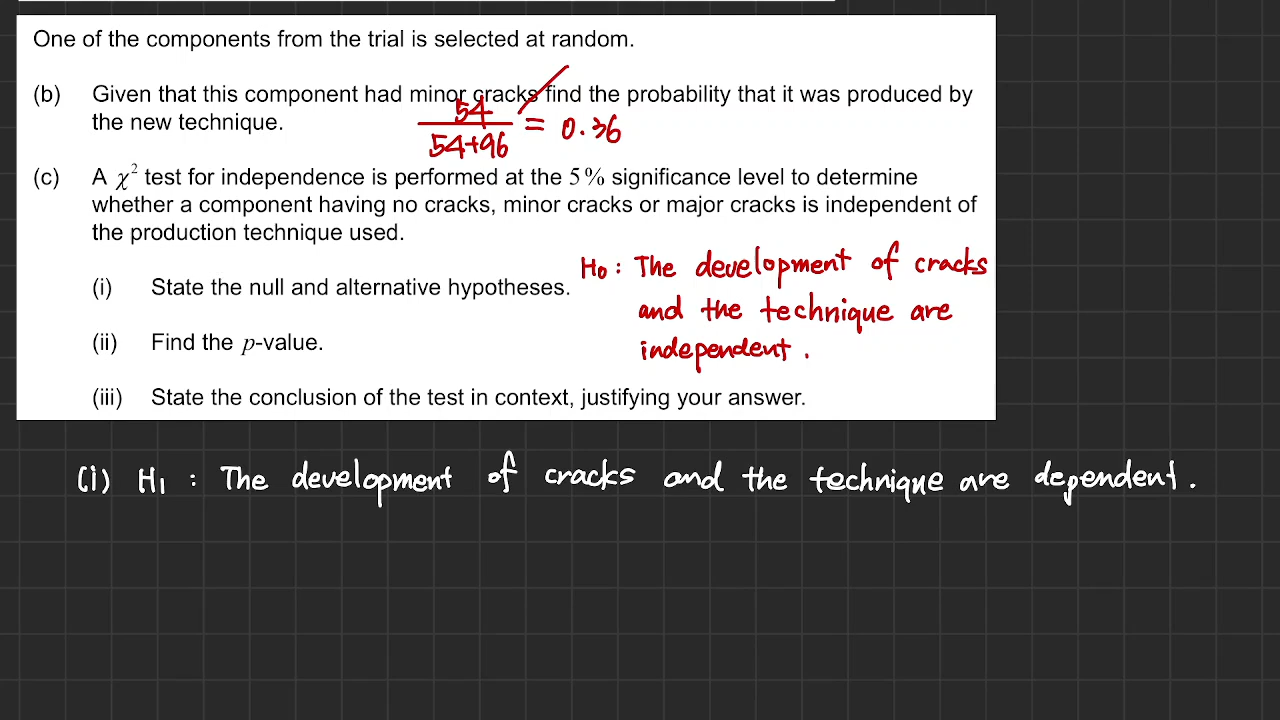 One of the components from the trial is selected at random.
(b) Given that this component had minor cracks find the probability that it was produced by
the new technique.
54
54+96
= 0.36
(c) A χ² test for independence is performed at the 5% significance level to determine
whether a component having no cracks, minor cracks or major cracks is independent of
the production technique used.
H₀ : The development of cracks
(i) State the null and alternative hypotheses.
and the technique are
(ii) Find the p-value.
independent.
(iii) State the conclusion of the test in context, justifying your answer.
(i) H₁ : The development of cracks and the technique are dependent.